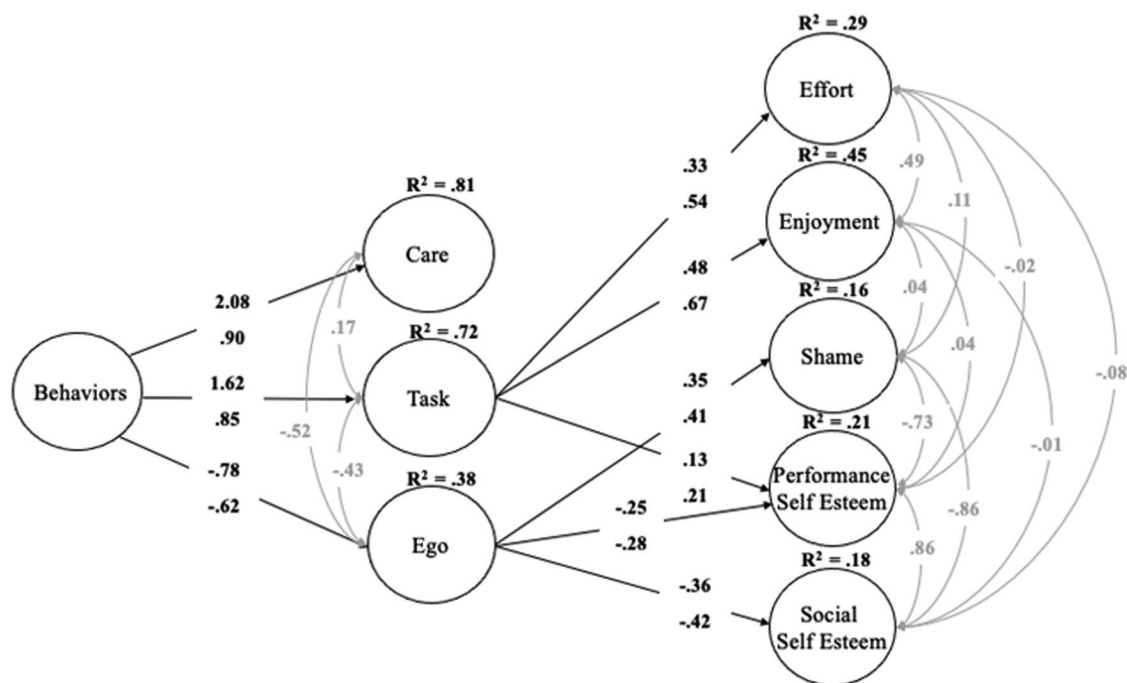 R² = .29
Effort
.33
.54
.49
.11
R² = .45
Enjoyment
.48
.67
-.02
R² = .81
Care
2.08
.90
.17
.04
R² = .16
Shame
.04
.35
.41
-.08
R² = .72
Task
Behaviors
1.62
.85
-.52
-.43
R² = .21
-.73
-.01
.13
.21
Performance
Self Esteem
-.78
-.62
R² = .38
Ego
-.25
-.28
-.86
.86
R² = .18
-.36
-.42
Social
Self Esteem